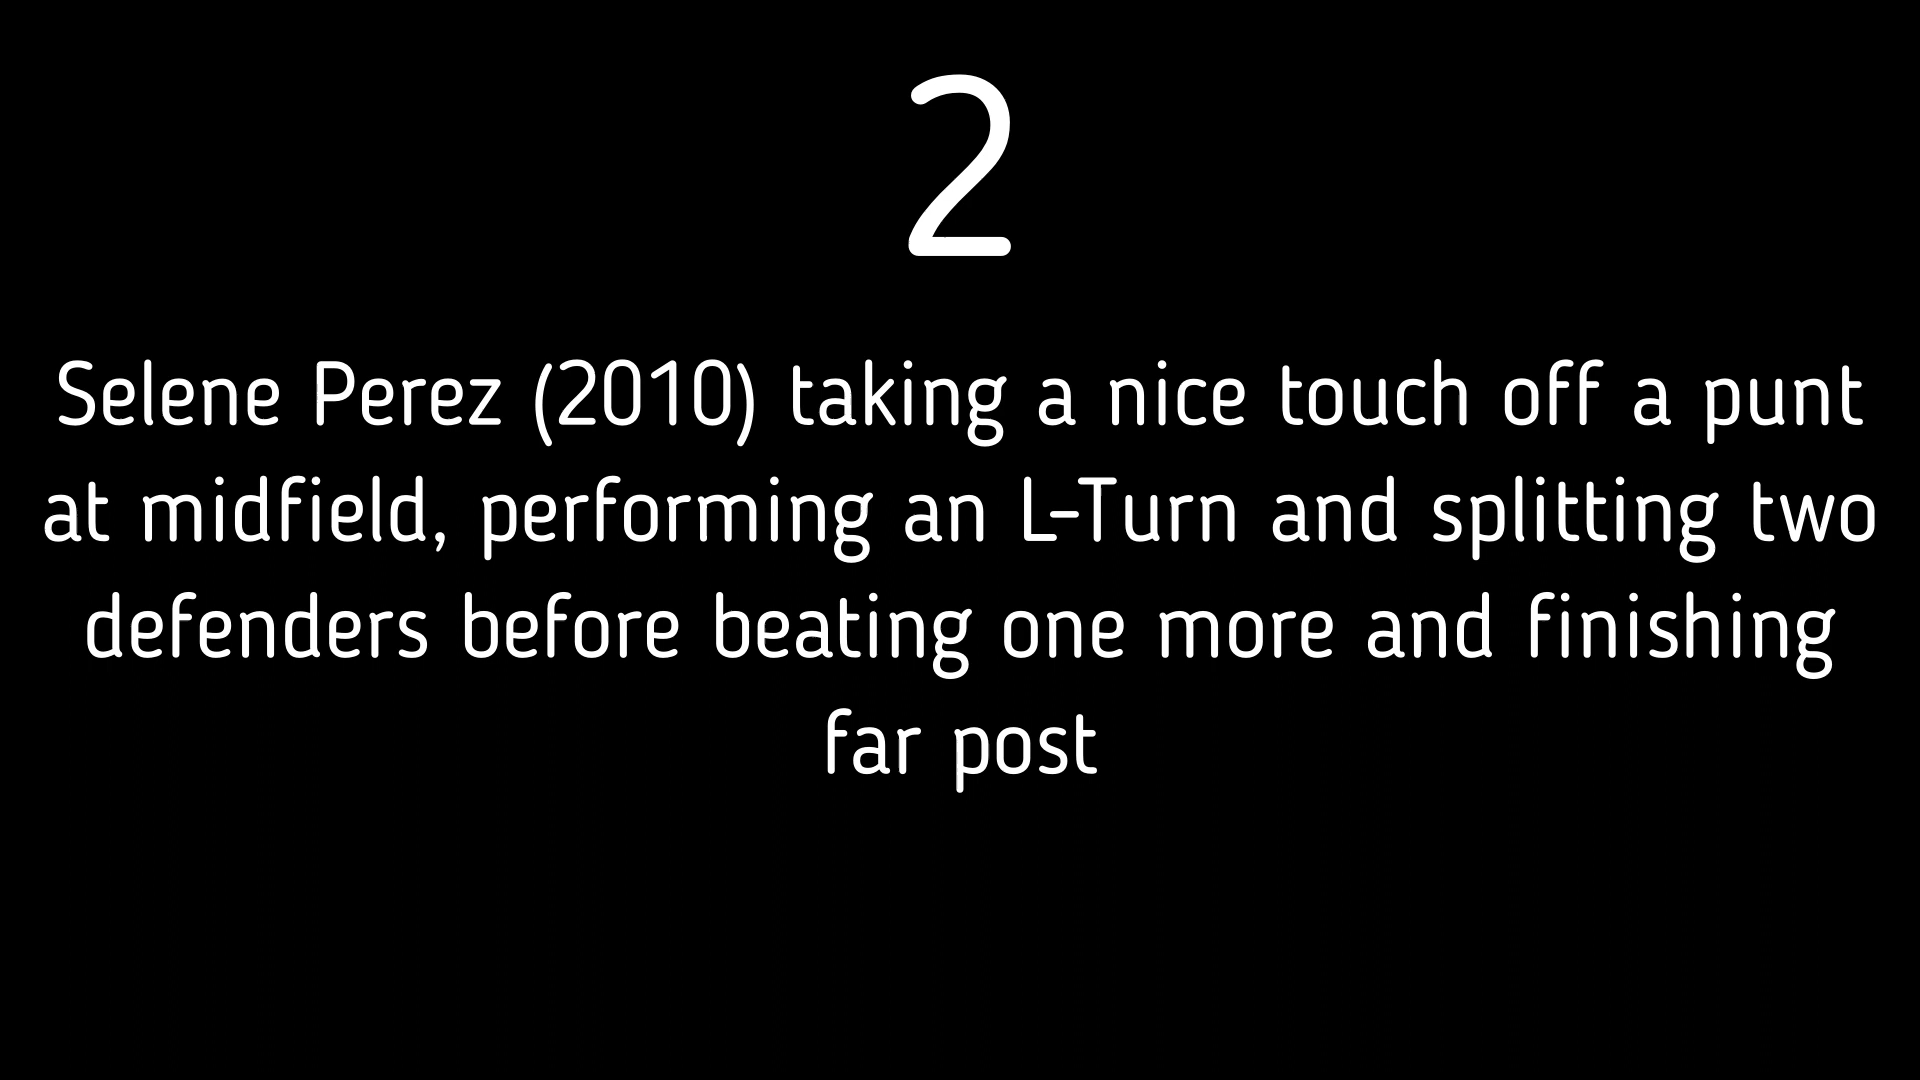 2
Selene Perez (2010) taking a nice touch off a punt
at midfield, performing an L-Turn and splitting two
defenders before beating one more and finishing
far post